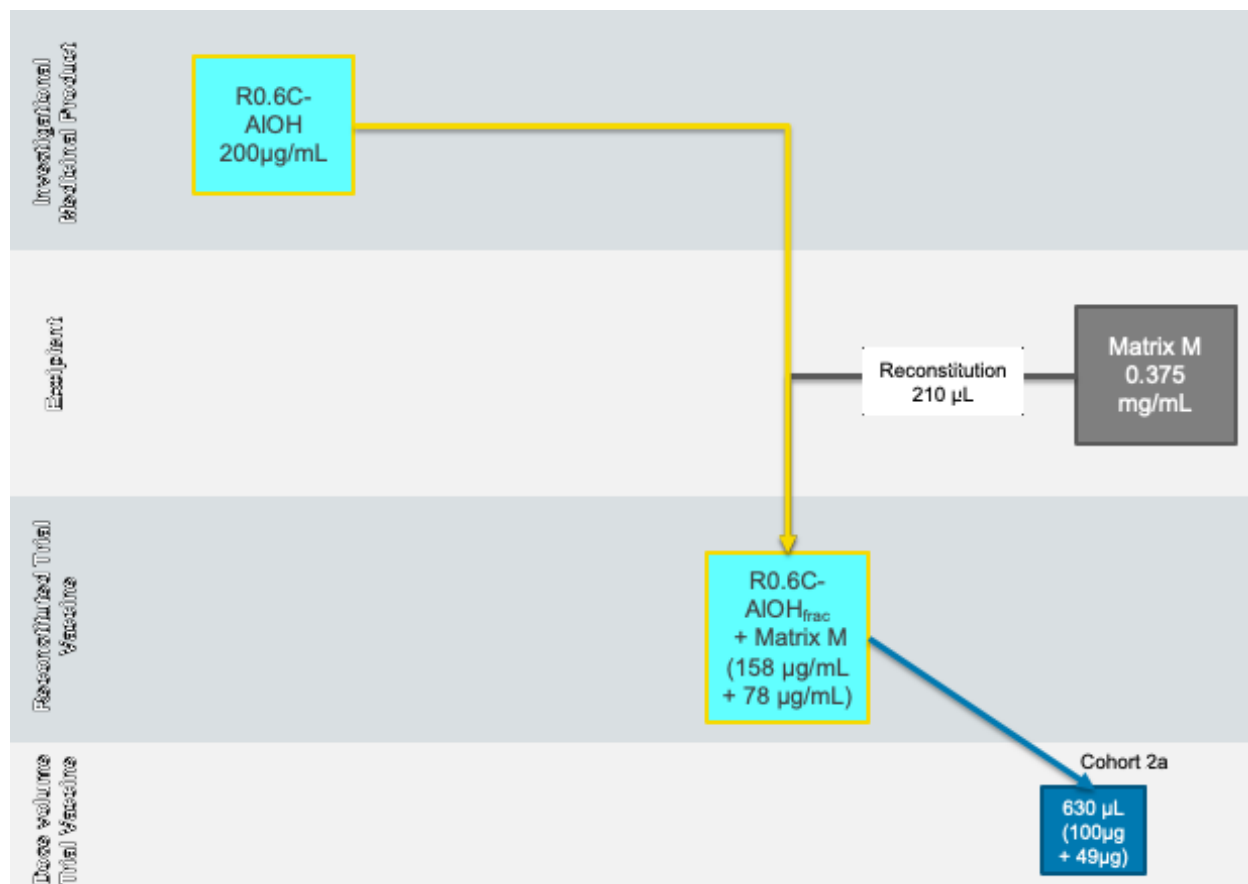 Investigational
Medicinal Product
R0.6C-
AlOH
200µg/mL
Excipient
Reconstitution
210 µL
Matrix M
0.375
mg/mL
Reconstituted Trial
Vaccine
R0.6C-
AlOHfrac
+ Matrix M
(158 µg/mL
+ 78 µg/mL)
Dose volume
Trial Vaccine
Cohort 2a
630 µL
(100µg
+ 49µg)